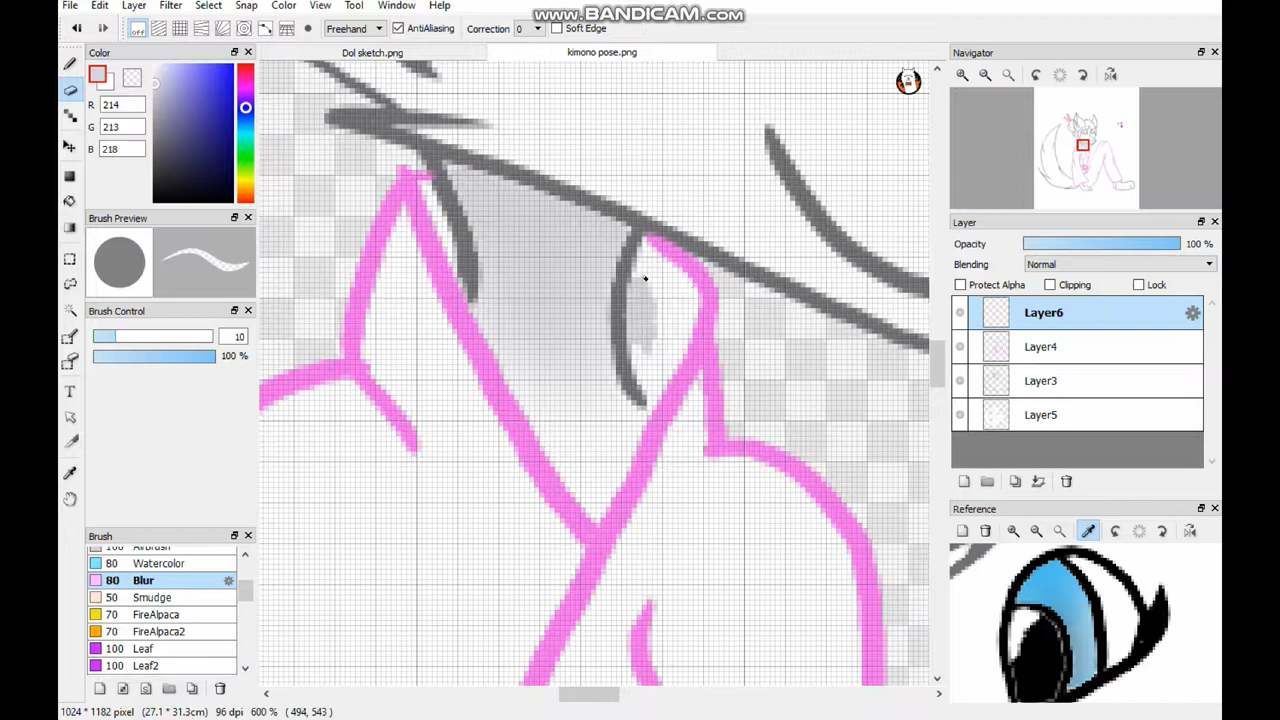 www.BANDICAM.com
File Edit Layer Filter Select Snap Color View Tool Window Help
off Freehand AntiAliasing Correction 0 Soft Edge
Color
R 214
G 213
B 218
Brush Preview
Brush Control
10
100 %
Brush
100 AirBrush
80 Watercolor
80 Blur
50 Smudge
70 FireAlpaca
70 FireAlpaca2
100 Leaf
100 Leaf2
Dol sketch.png kimono pose.png
Navigator
Layer
Opacity 100 %
Blending Normal
Protect Alpha Clipping Lock
Layer6
Layer4
Layer3
Layer5
Reference
1024 * 1182 pixel (27.1 * 31.3cm) 96 dpi 600 % ( 494, 543 )